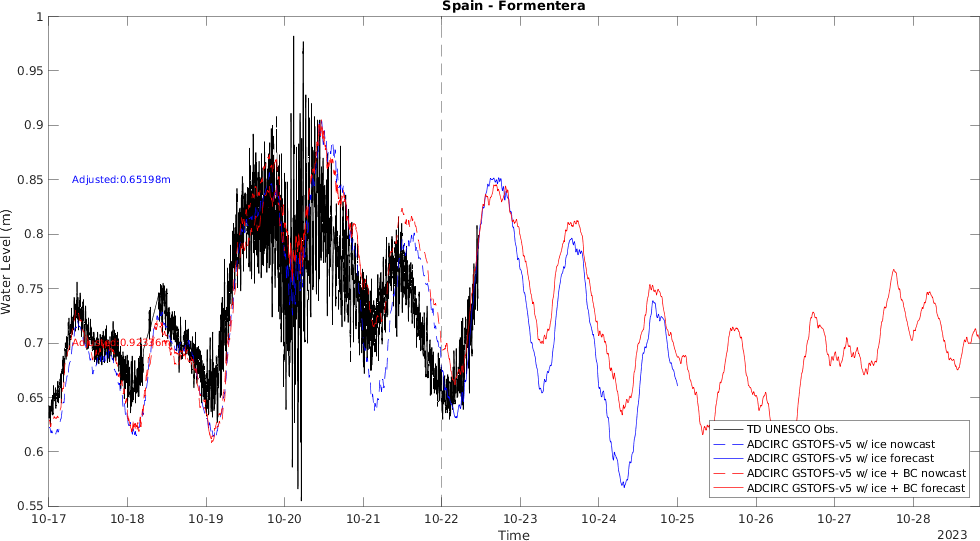 Spain - Formentera
1
0.95
0.9
0.85
0.8
0.75
0.7
0.65
0.6
0.55
Water Level (m)
Adjusted:0.65198m
Adjusted:0.92336m
10-17
10-18
10-19
10-20
10-21
10-22
10-23
10-24
10-25
10-26
10-27
10-28
Time
2023
TD UNESCO Obs.
ADCIRC GSTOFS-v5 w/ ice nowcast
ADCIRC GSTOFS-v5 w/ ice forecast
ADCIRC GSTOFS-v5 w/ ice + BC nowcast
ADCIRC GSTOFS-v5 w/ ice + BC forecast